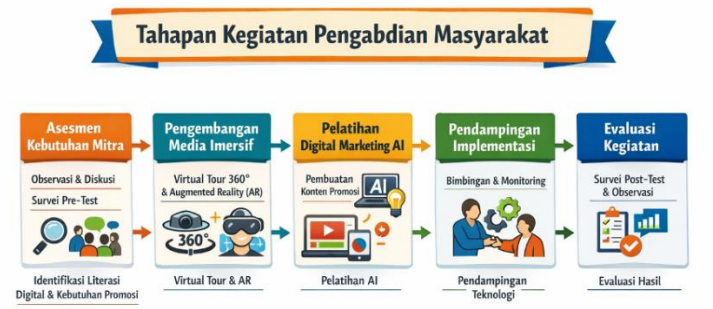 Tahapan Kegiatan Pengabdian Masyarakat
Asesmen
Kebutuhan Mitra
Observasi & Diskusi
Survei Pre-Test
Identifikasi Literasi
Digital & Kebutuhan Promosi
Pengembangan
Media Imersif
Virtual Tour 360°
& Augmented Reality (AR)
360°
Virtual Tour & AR
Pelatihan
Digital Marketing AI
Pembuatan
Konten Promosi
AI
Pelatihan AI
Pendampingan
Implementasi
Bimbingan & Monitoring
Pendampingan
Teknologi
Evaluasi
Kegiatan
Survei Post-Test
& Observasi
Evaluasi Hasil